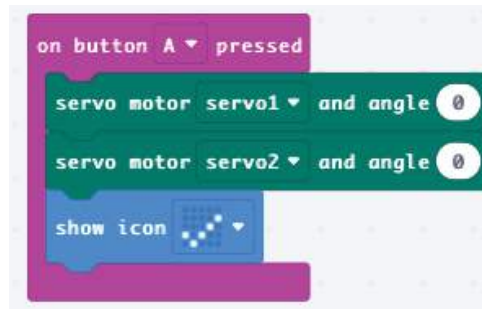 on button A pressed
servo motor servo1 and angle 0
servo motor servo2 and angle 0
show icon